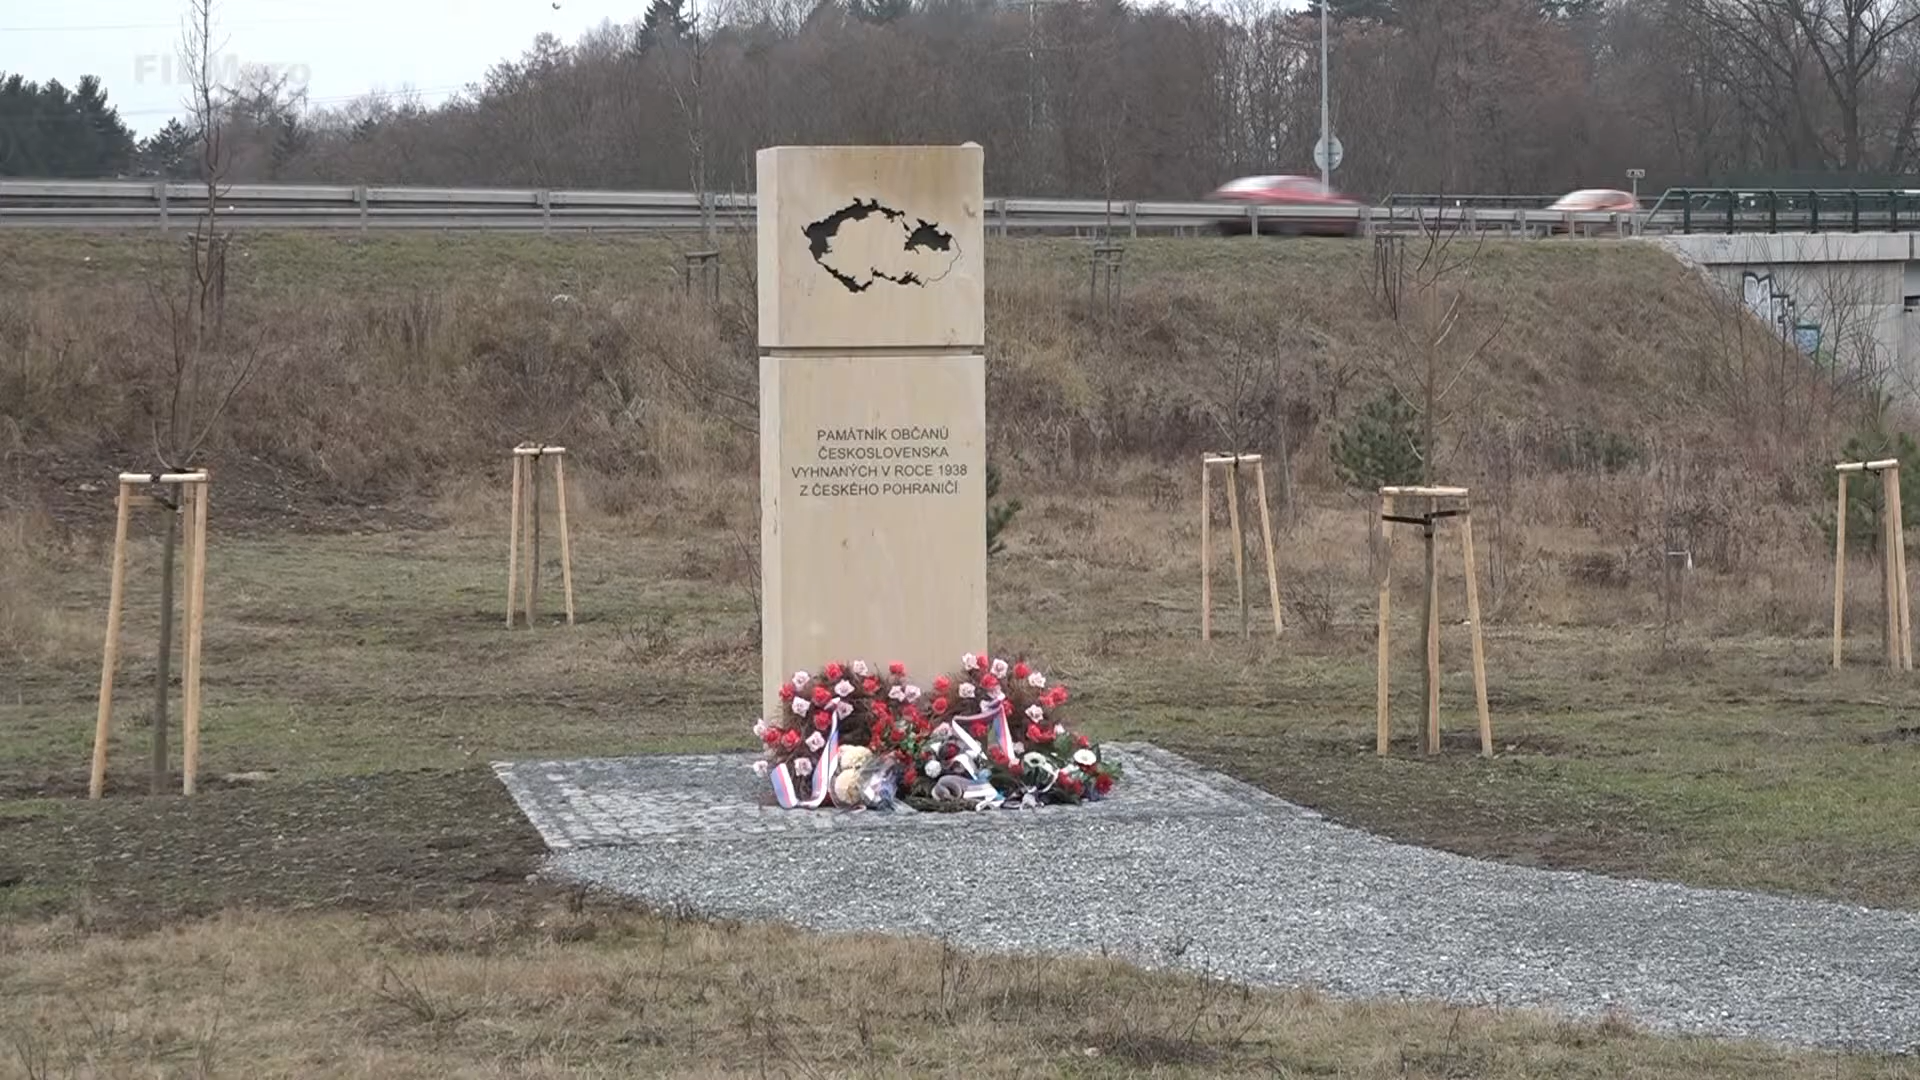 PAMÁTNÍK OBČANŮ
ČESKOSLOVENSKA
VYHNANÝCH V ROCE 1938
Z ČESKÉHO POHRANIČÍ